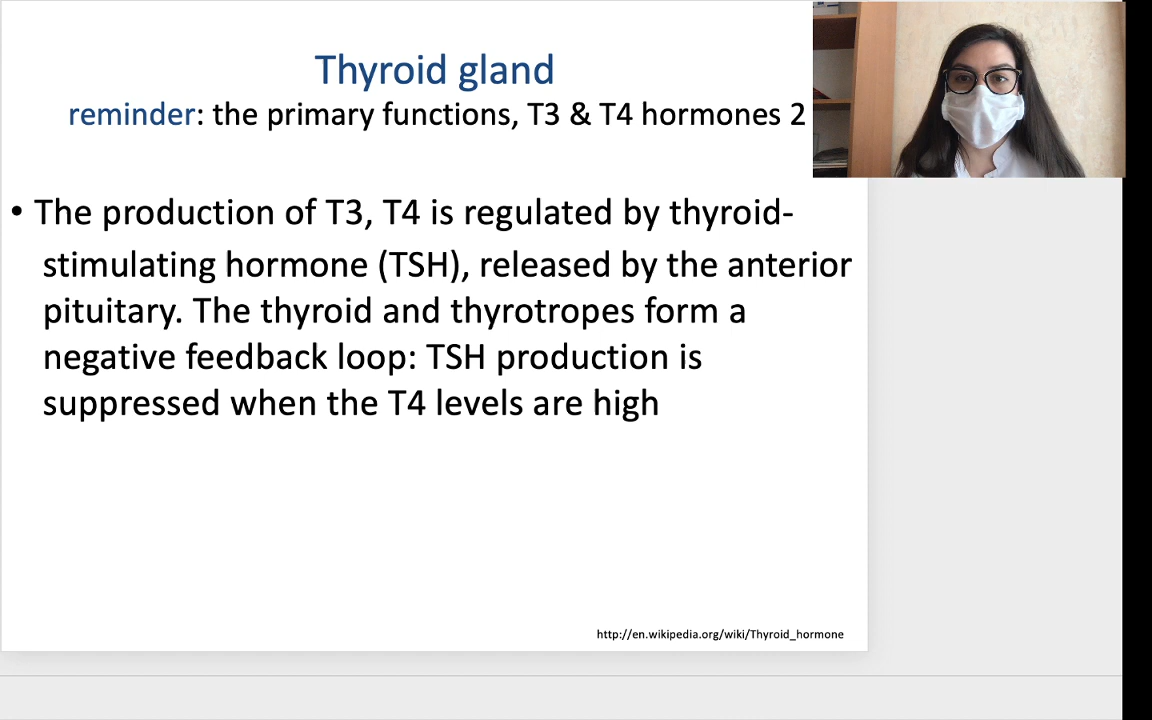 Thyroid gland
reminder: the primary functions, T3 & T4 hormones 2
• The production of T3, T4 is regulated by thyroid-
stimulating hormone (TSH), released by the anterior
pituitary. The thyroid and thyrotropes form a
negative feedback loop: TSH production is
suppressed when the T4 levels are high
http://en.wikipedia.org/wiki/Thyroid_hormone